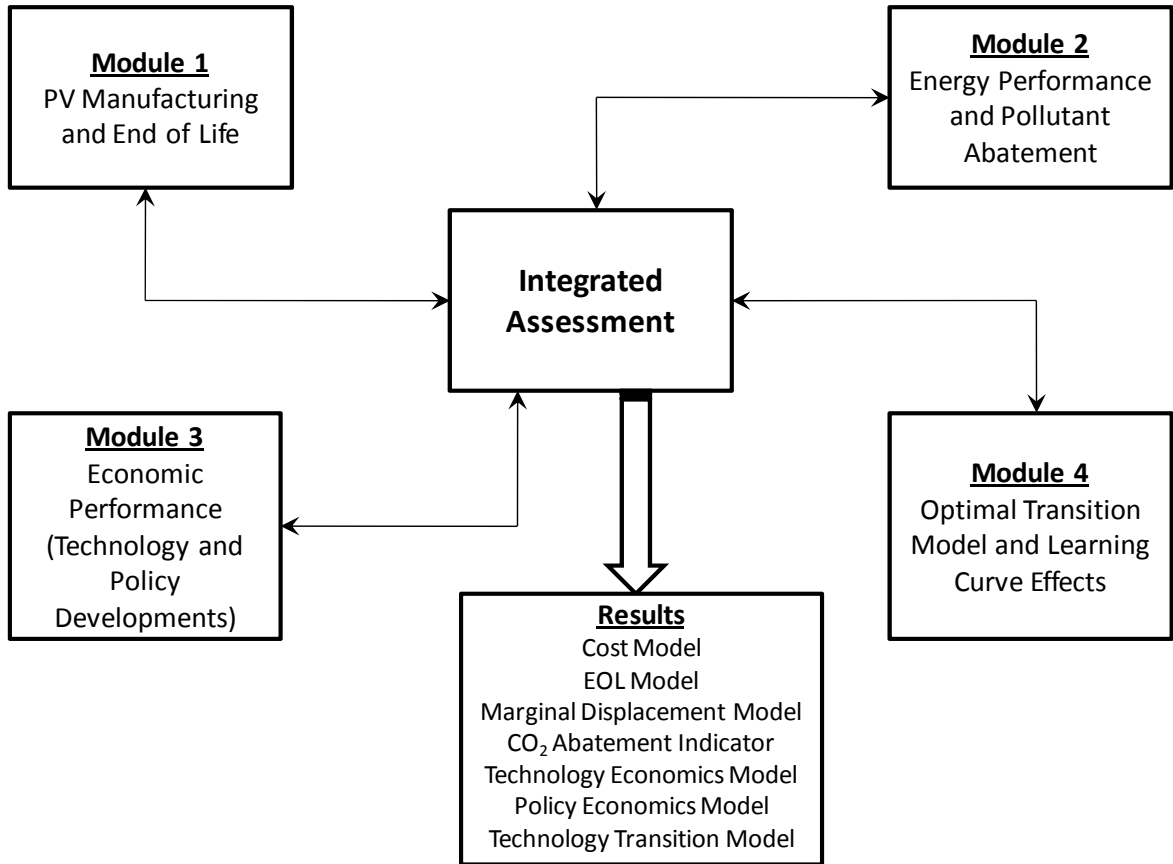 Module 1
PV Manufacturing
and End of Life
Module 2
Energy Performance
and Pollutant
Abatement
Integrated
Assessment
Module 3
Economic
Performance
(Technology and
Policy
Developments)
Module 4
Optimal Transition
Model and Learning
Curve Effects
Results
Cost Model
EOL Model
Marginal Displacement Model
CO₂ Abatement Indicator
Technology Economics Model
Policy Economics Model
Technology Transition Model